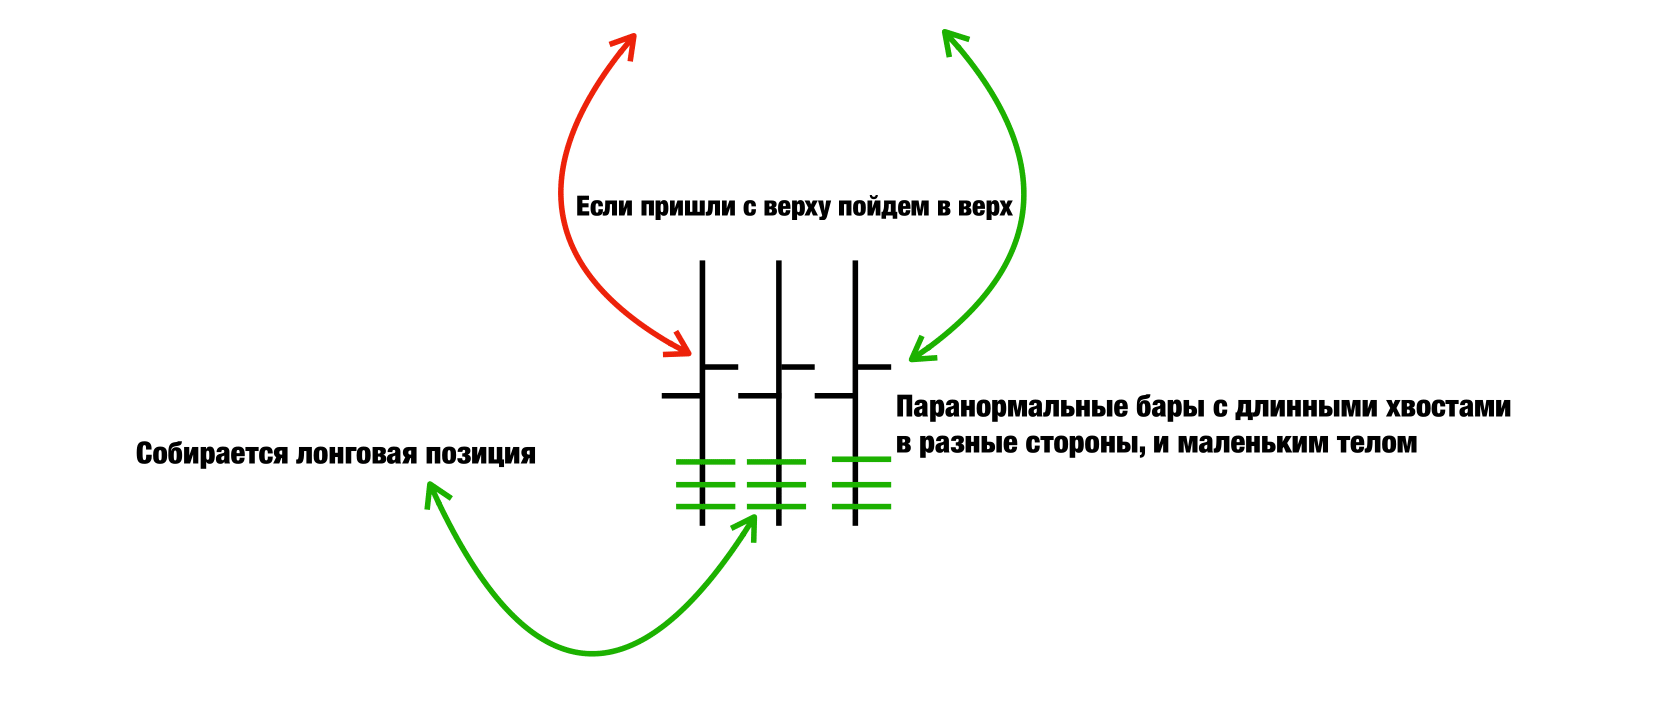 Если пришли с верху пойдем в верх
Паранормальные бары с длинными хвостами
в разные стороны, и маленьким телом
Собирается лонговая позиция